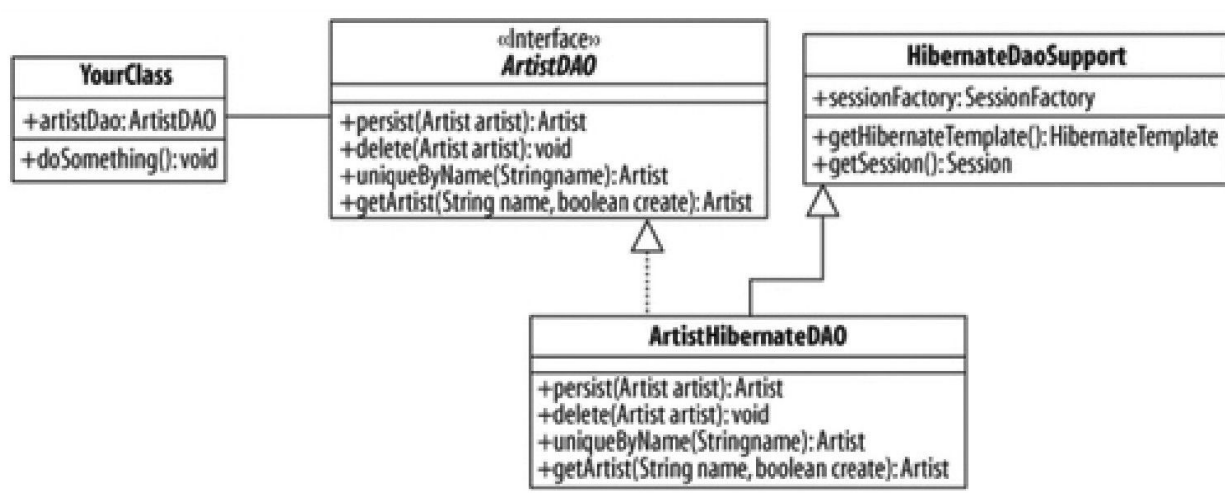 YourClass
+artistDao: ArtistDAO
+doSomething(): void
«Interface»
ArtistDAO
+persist(Artist artist): Artist
+delete(Artist artist): void
+uniqueByName(Stringname): Artist
+getArtist(String name, boolean create): Artist
HibernateDaoSupport
+sessionFactory: SessionFactory
+getHibernateTemplate(): HibernateTemplate
+getSession(): Session
ArtistHibernateDAO
+persist(Artist artist): Artist
+delete(Artist artist): void
+uniqueByName(Stringname): Artist
+getArtist(String name, boolean create): Artist